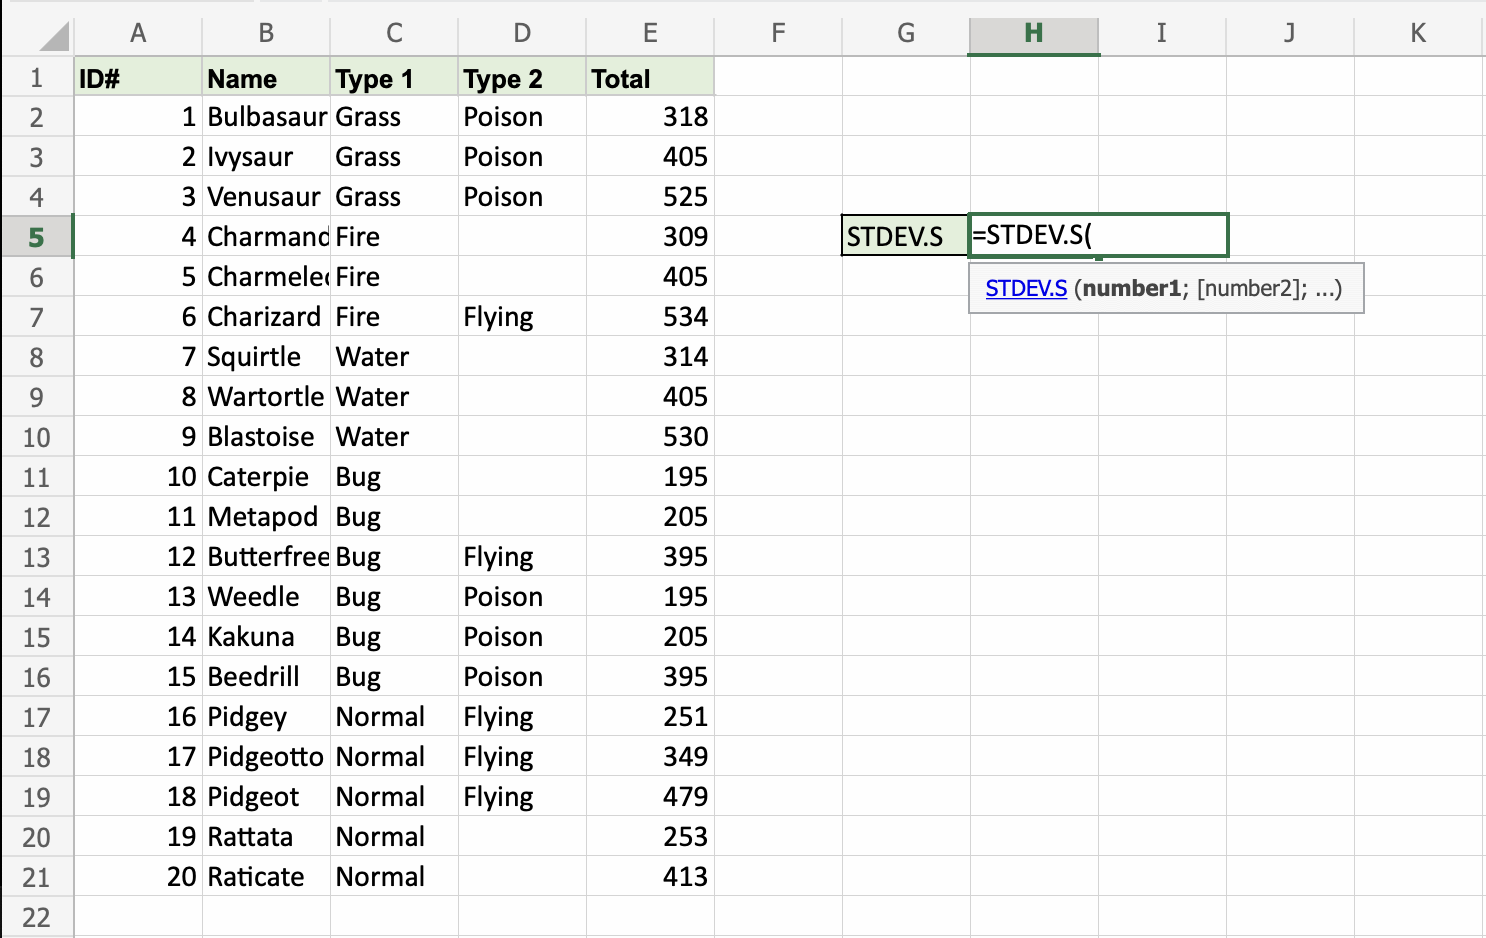 A B C D E F G H I J K
1 ID# Name Type 1 Type 2 Total
2 1 Bulbasaur Grass Poison 318
3 2 Ivysaur Grass Poison 405
4 3 Venusaur Grass Poison 525
5 4 Charmand Fire 309 STDEV.S =STDEV.S(
6 5 Charmele Fire 405 STDEV.S (number1; [number2]; ...)
7 6 Charizard Fire Flying 534
8 7 Squirtle Water 314
9 8 Wartortle Water 405
10 9 Blastoise Water 530
11 10 Caterpie Bug 195
12 11 Metapod Bug 205
13 12 Butterfree Bug Flying 395
14 13 Weedle Bug Poison 195
15 14 Kakuna Bug Poison 205
16 15 Beedrill Bug Poison 395
17 16 Pidgey Normal Flying 251
18 17 Pidgeotto Normal Flying 349
19 18 Pidgeot Normal Flying 479
20 19 Rattata Normal 253
21 20 Raticate Normal 413
22